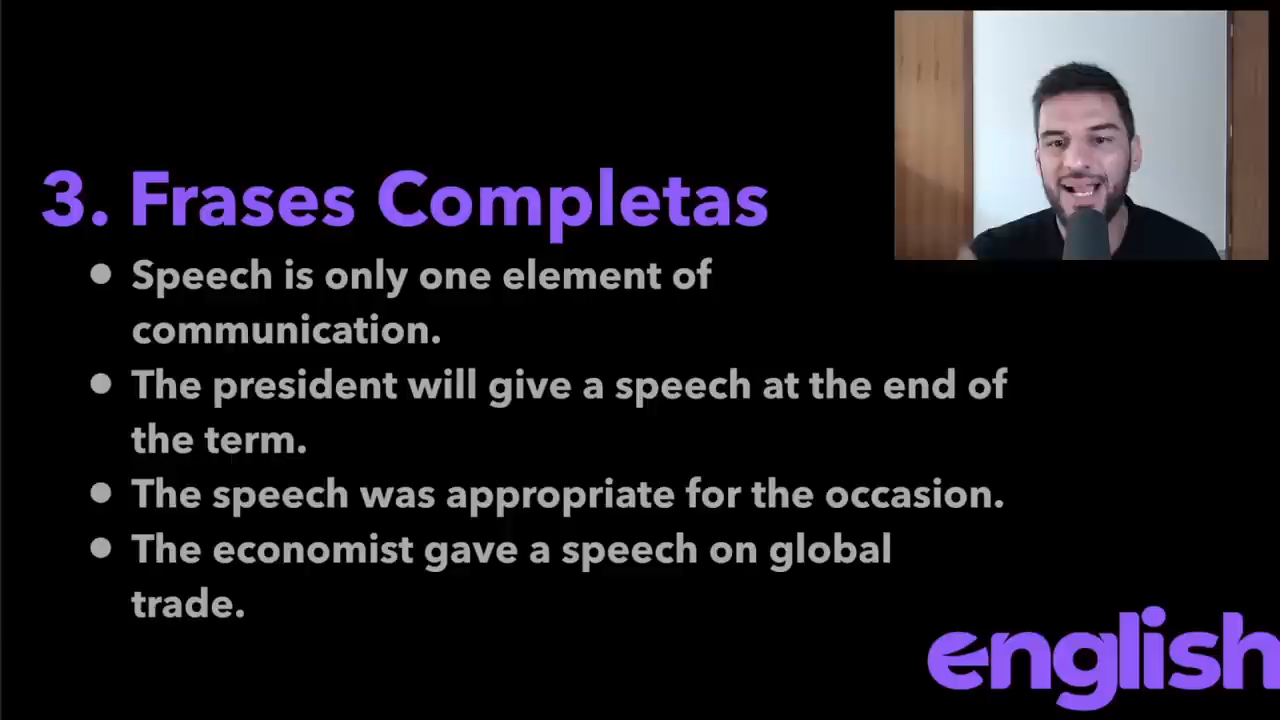 3. Frases Completas
• Speech is only one element of
communication.
• The president will give a speech at the end of
the term.
• The speech was appropriate for the occasion.
• The economist gave a speech on global
trade.
english